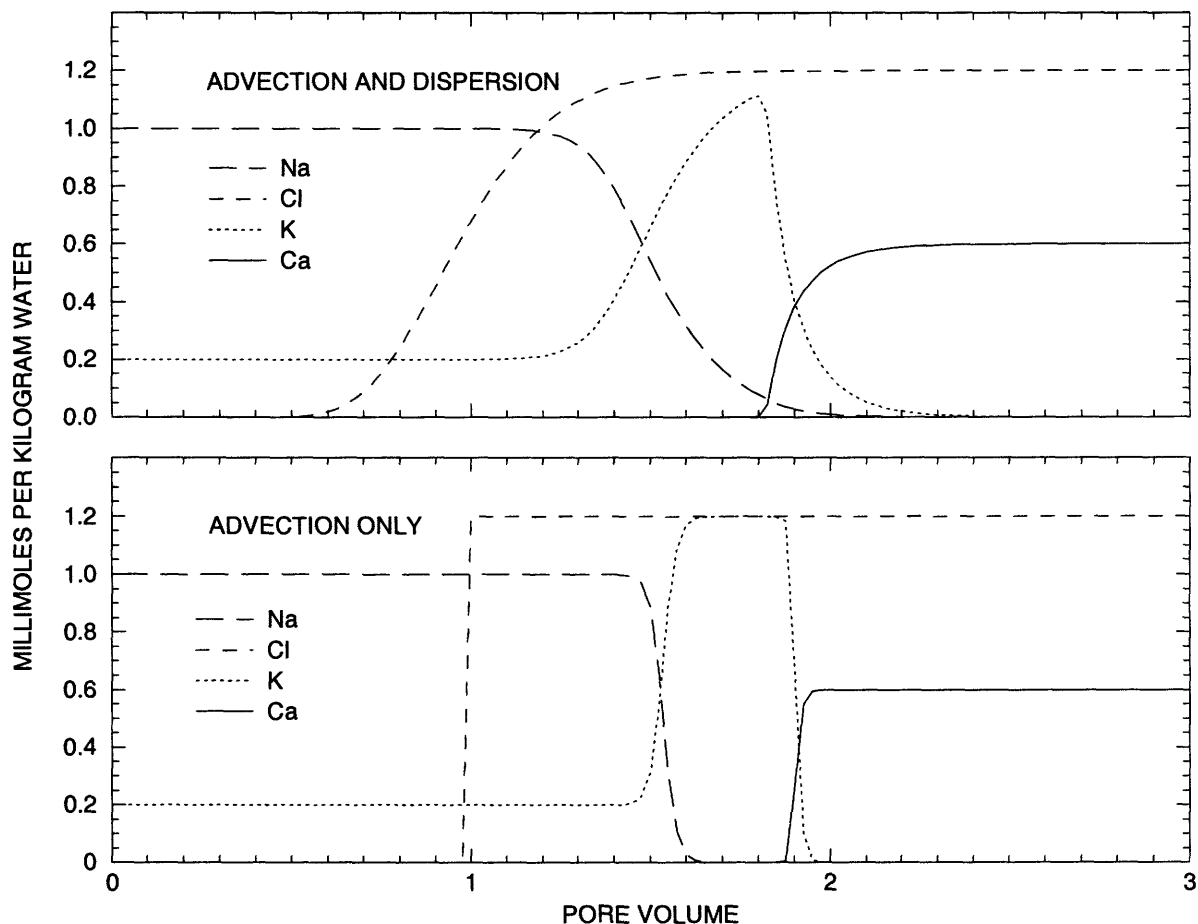 MILLIMOLES PER KILOGRAM WATER
1.2
1.0
0.8
0.6
0.4
0.2
0.0
ADVECTION AND DISPERSION
Na
Cl
K
Ca
1.2
1.0
0.8
0.6
0.4
0.2
0
ADVECTION ONLY
Na
Cl
K
Ca
0 1 2 3
PORE VOLUME